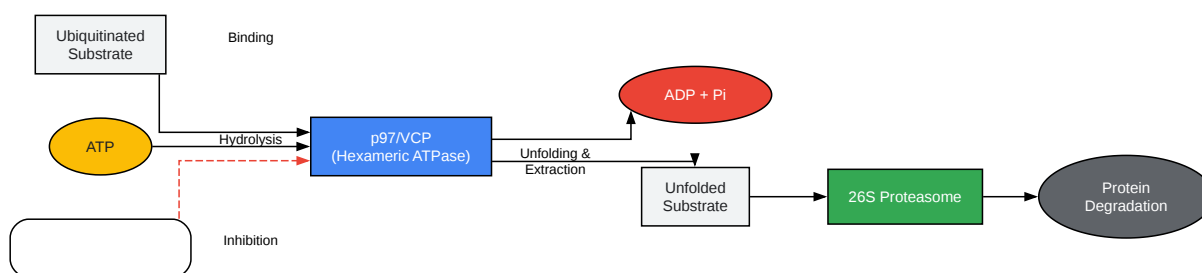 Ubiquitinated
Substrate
Binding
ATP
Hydrolysis
p97/VCP
(Hexameric ATPase)
ADP + Pi
Unfolding &
Extraction
Unfolded
Substrate
26S Proteasome
Protein
Degradation
Inhibition